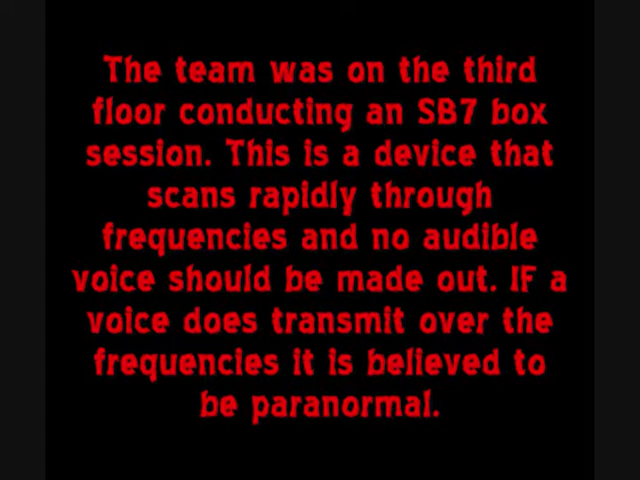 The team was on the third
floor conducting an SB7 box
session. This is a device that
scans rapidly through
frequencies and no audible
voice should be made out. IF a
voice does transmit over the
frequencies it is believed to
be paranormal.